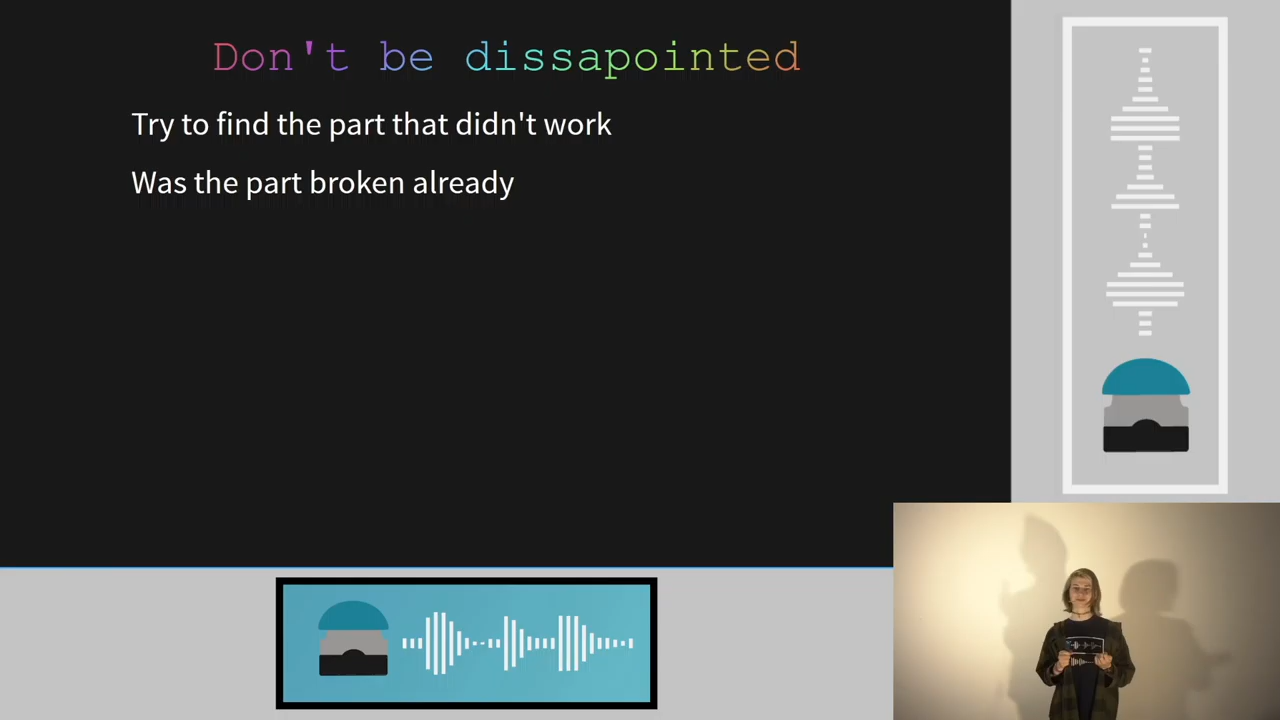 Don't be dissapointed
Try to find the part that didn't work
Was the part broken already